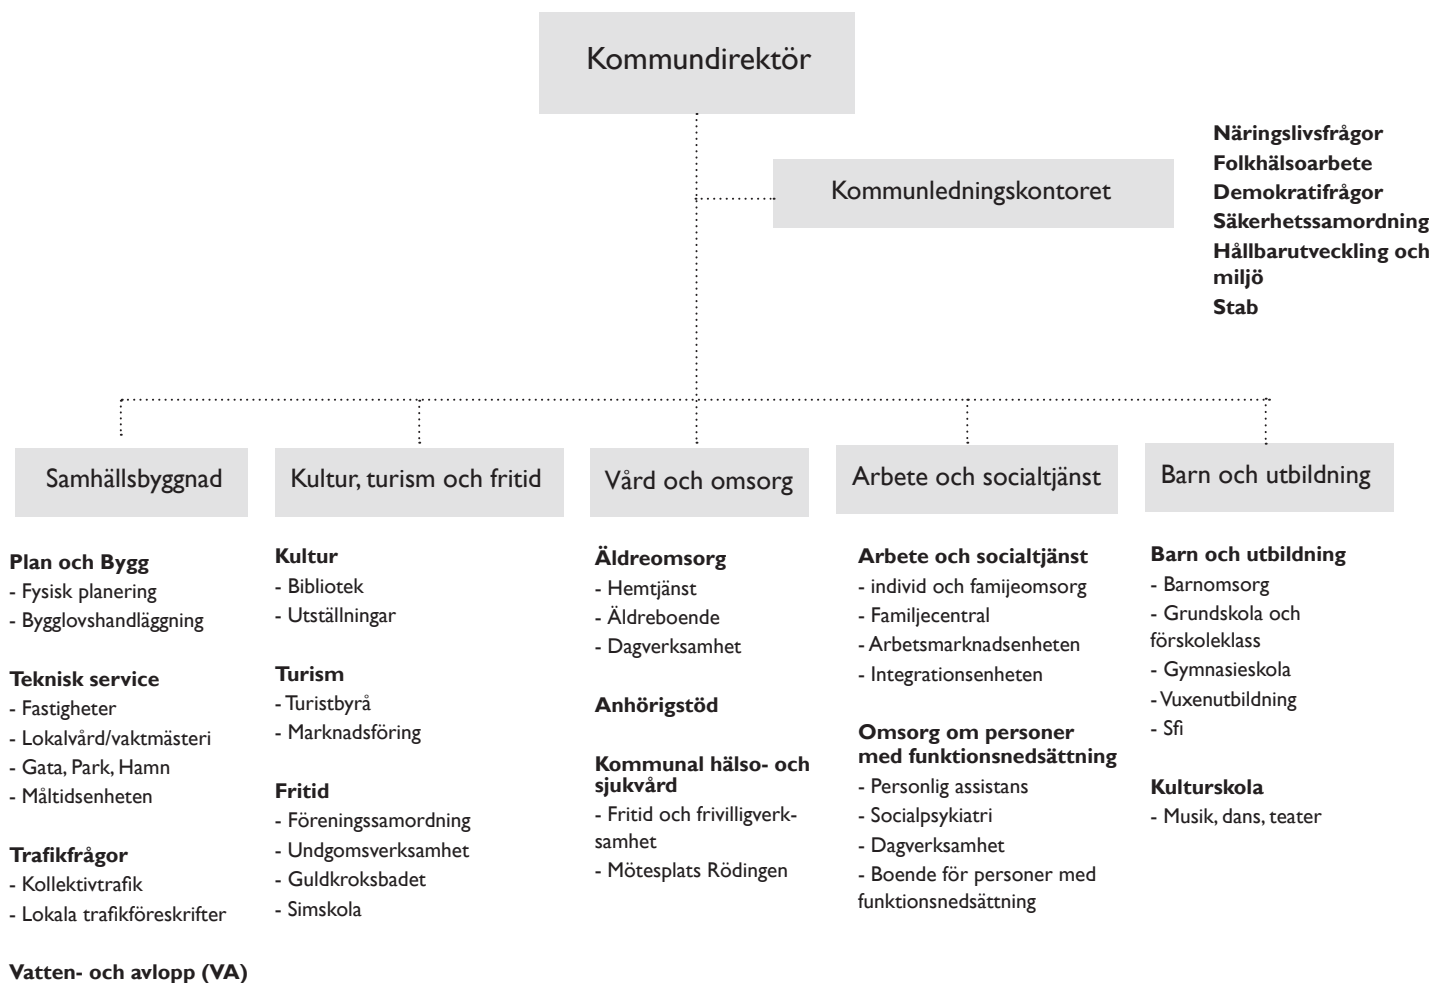 Kommundirektör
Kommunledningskontoret
Näringslivsfrågor
Folkhälsoarbete
Demokratifrågor
Säkerhetssamordning
Hållbarutveckling och
miljö
Stab
Samhällsbyggnad
Plan och Bygg
- Fysisk planering
- Bygglovshandläggning
Teknisk service
- Fastigheter
- Lokalvård/vaktmästeri
- Gata, Park, Hamn
- Måltidsenheten
Trafikfrågor
- Kollektivtrafik
- Lokala trafikföreskrifter
Vatten- och avlopp (VA)
Kultur, turism och fritid
Kultur
- Bibliotek
- Utställningar
Turism
- Turistbyrå
- Marknadsföring
Fritid
- Föreningssamordning
- Undgomsverksamhet
- Guldkroksbadet
- Simskola
Vård och omsorg
Äldreomsorg
- Hemtjänst
- Äldreboende
- Dagverksamhet
Anhörigstöd
Kommunal hälso- och
sjukvård
- Fritid och frivilligverk-
samhet
- Mötesplats Rödingen
Arbete och socialtjänst
Arbete och socialtjänst
- individ och famijeomsorg
- Familjecentral
- Arbetsmarknadsenheten
- Integrationsenheten
Omsorg om personer
med funktionsnedsättning
- Personlig assistans
- Socialpsykiatri
- Dagverksamhet
- Boende för personer med
funktionsnedsättning
Barn och utbildning
Barn och utbildning
- Barnomsorg
- Grundskola och
förskoleklass
- Gymnasieskola
- Vuxenutbildning
- Sfi
Kulturskola
- Musik, dans, teater